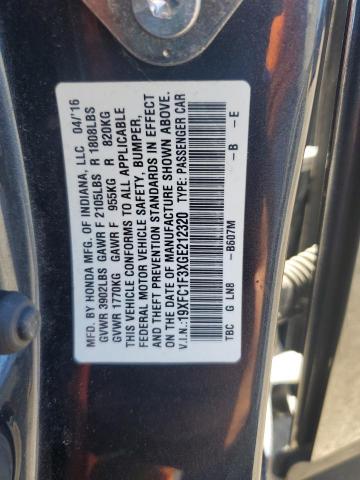 MFG. BY HONDA MFG. OF INDIANA, LLC 04/'16
GVWR 3902LBS GAWR F 2105LBS R 1808LBS
GVWR 1770KG GAWR F 955KG R 820KG
THIS VEHICLE CONFORMS TO ALL APPLICABLE
FEDERAL MOTOR VEHICLE SAFETY, BUMPER,
AND THEFT PREVENTION STANDARDS IN EFFECT
ON THE DATE OF MANUFACTURE SHOWN ABOVE.
V.I.N.:19XFC1F3XGE212320 TYPE: PASSENGER CAR
TBC G LN8 -B607M -B -E